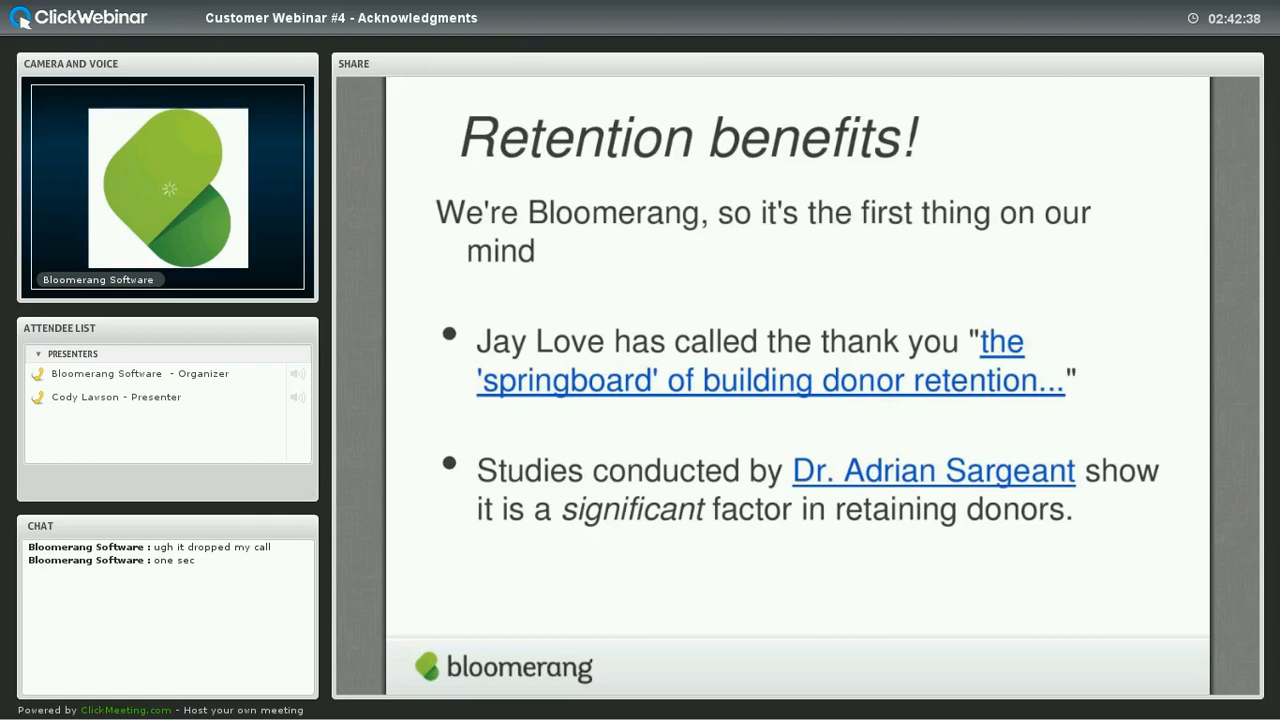 ClickWebinar
Customer Webinar #4 - Acknowledgments
02:42:38
CAMERA AND VOICE
Bloomerang Software
ATTENDEE LIST
PRESENTERS
Bloomerang Software - Organizer
Cody Lawson - Presenter
CHAT
Bloomerang Software : ugh it dropped my call
Bloomerang Software : one sec
SHARE
Retention benefits!
We're Bloomerang, so it's the first thing on our
mind
• Jay Love has called the thank you "the
'springboard' of building donor retention..."
• Studies conducted by Dr. Adrian Sargeant show
it is a significant factor in retaining donors.
bloomerang
Powered by ClickMeeting.com - Host your own meeting